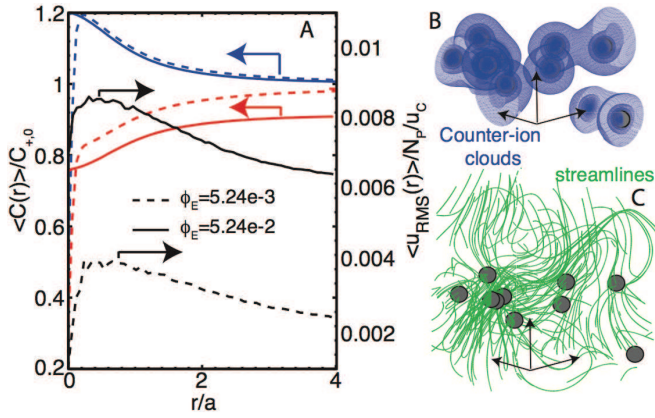 A
<C(r)>/C+,0
1.2
1
0.8
0.6
0.4
0.2
0
2
4
r/a
0.01
0.008
0.006
0.004
0.002
<uRMS(r)>/NP/uC
ϕE=5.24e-3
ϕE=5.24e-2
B
Counter-ion
clouds
streamlines
C